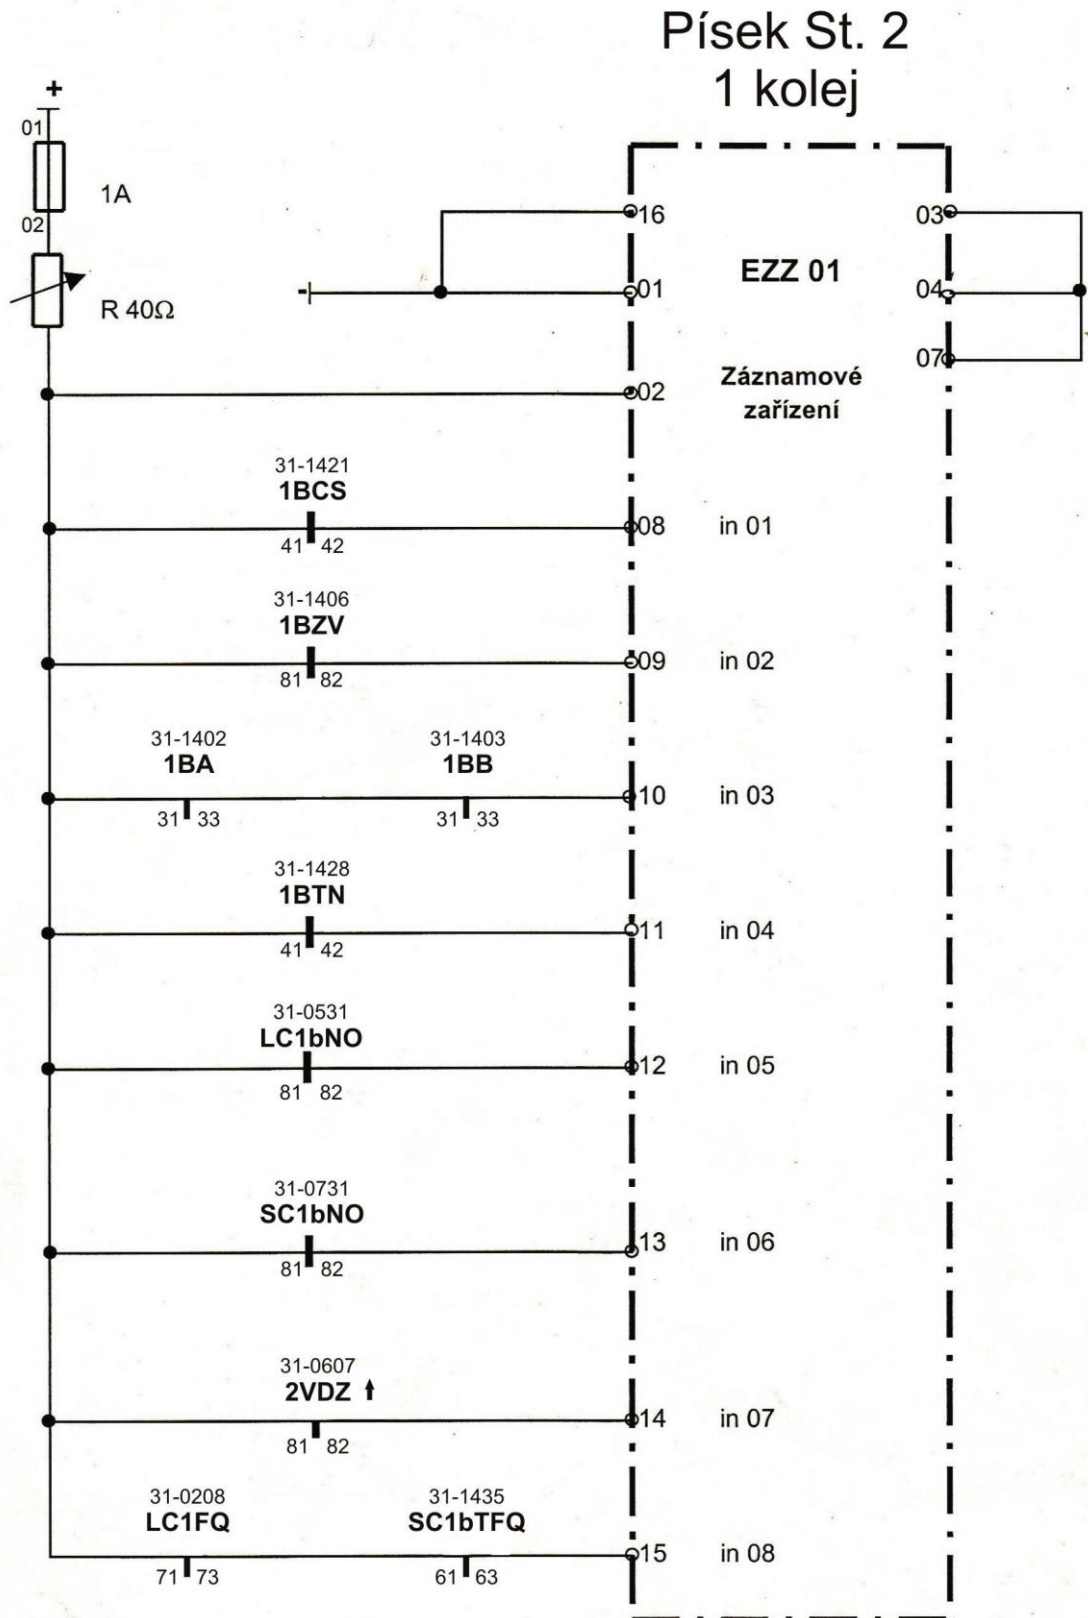 Písek St. 2
1 kolej
+
01
1A
02
R 40Ω
-
16
01
02
EZZ 01
Záznamové
zařízení
03
04
07
31-1421
1BCS
41 42
08 in 01
31-1406
1BZV
81 82
09 in 02
31-1402 31-1403
1BA 1BB
31 33 31 33
10 in 03
31-1428
1BTN
41 42
11 in 04
31-0531
LC1bNO
81 82
12 in 05
31-0731
SC1bNO
81 82
13 in 06
31-0607
2VDZ
81 82
14 in 07
31-0208 31-1435
LC1FQ SC1bTFQ
71 73 61 63
15 in 08